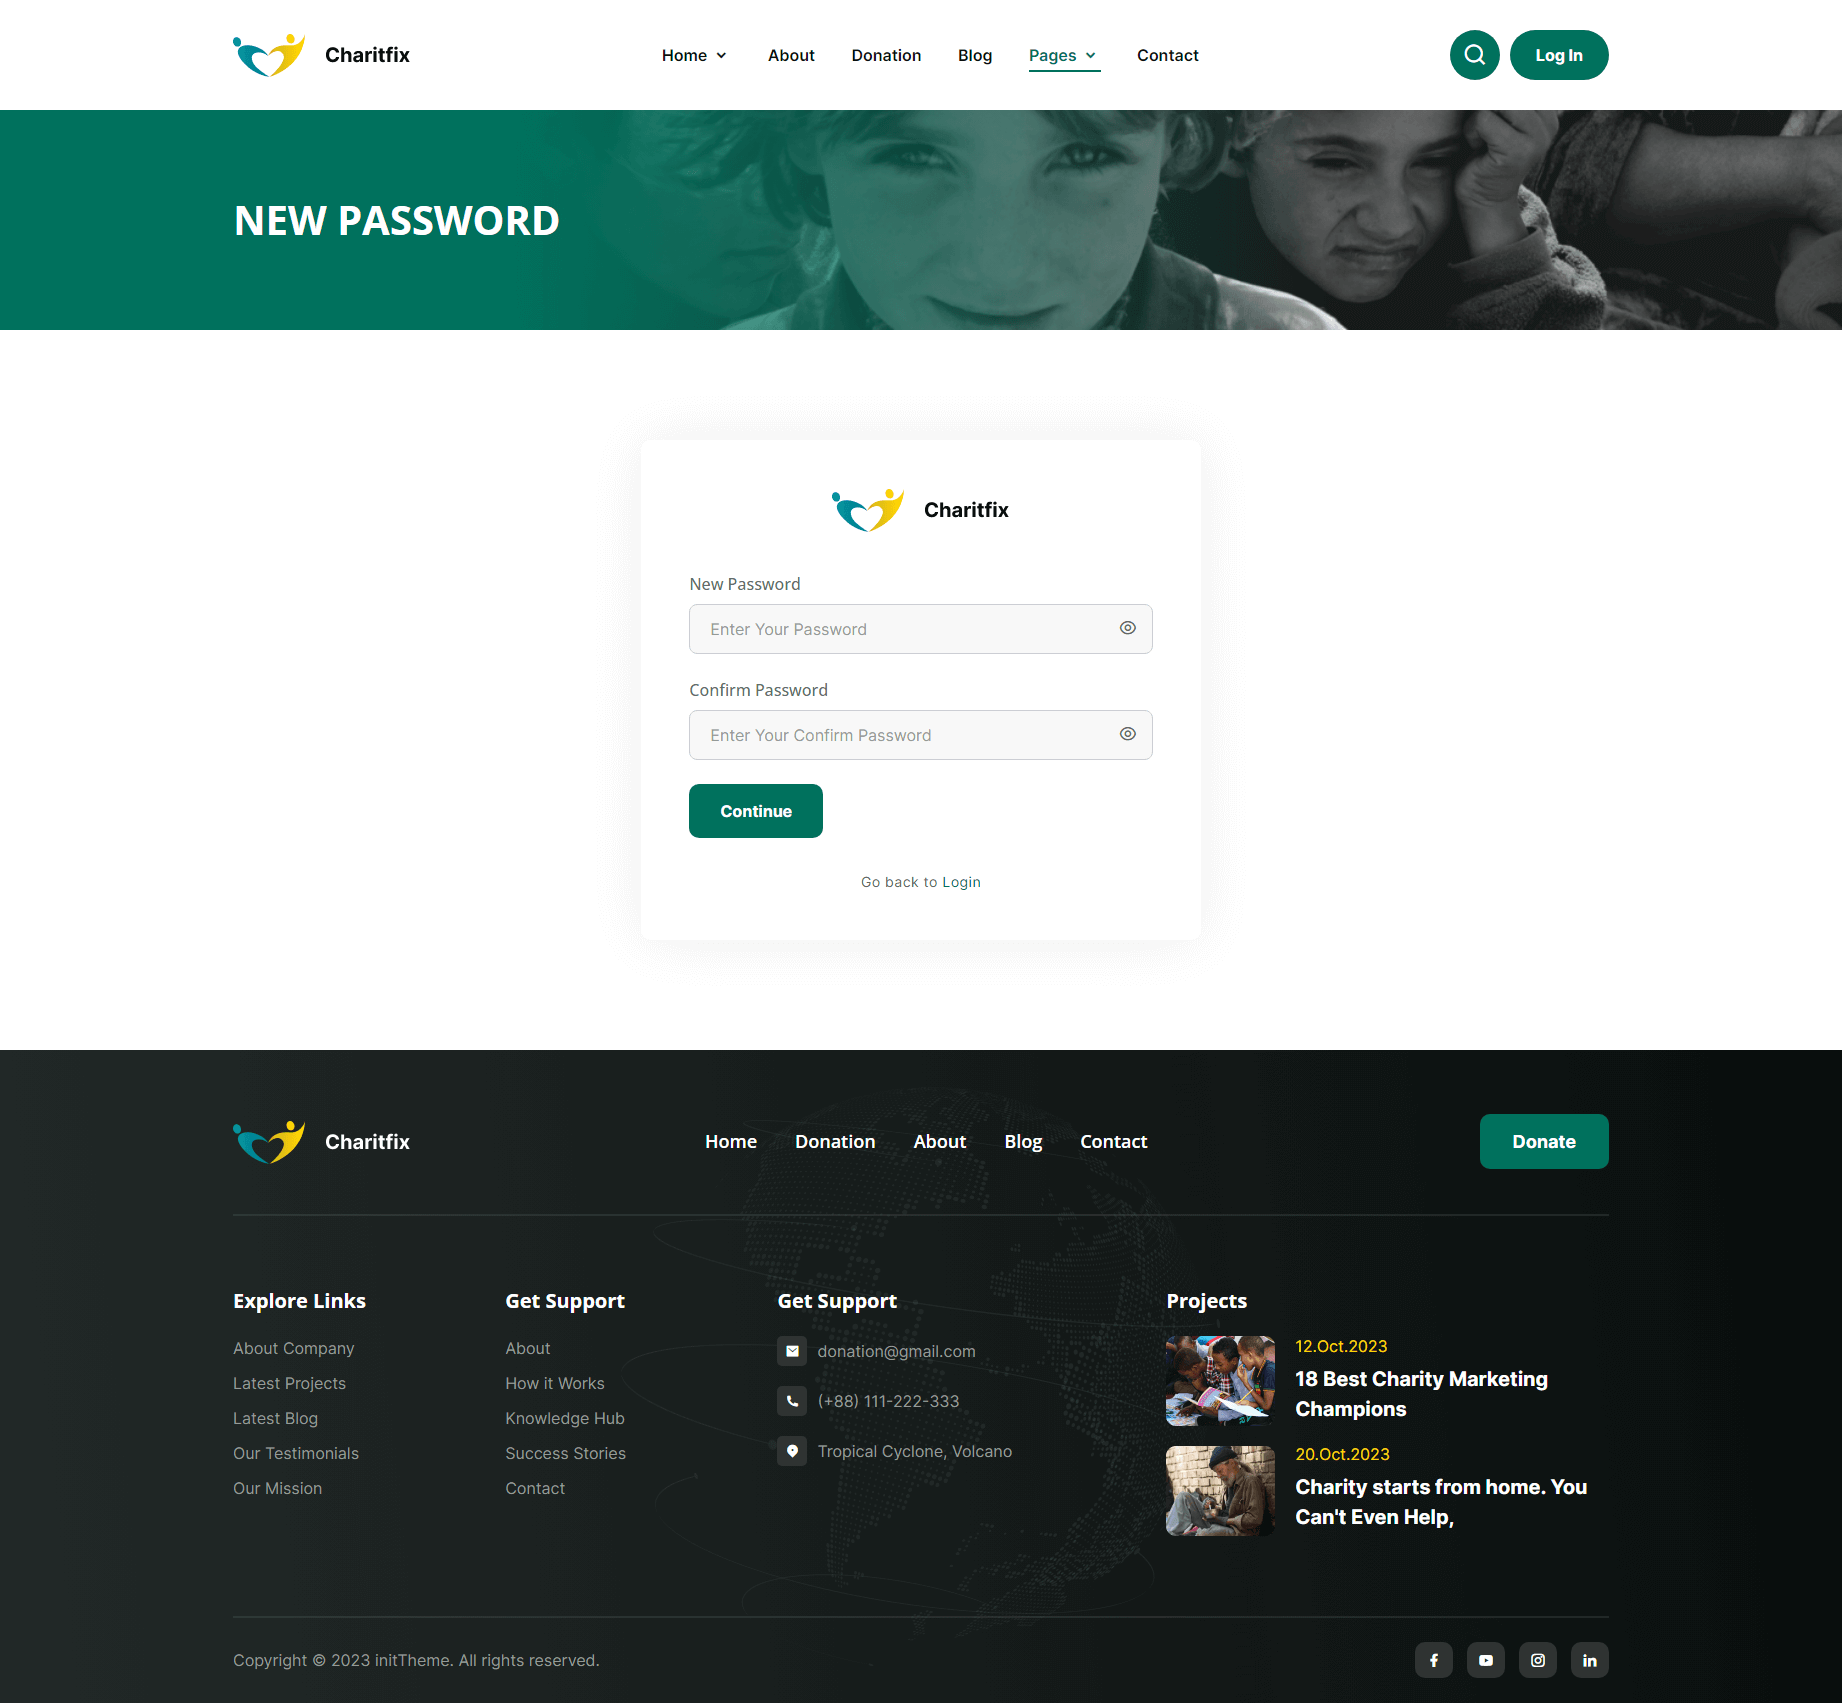 Charitfix
Home About Donation Blog Pages Contact
Log In
NEW PASSWORD
Charitfix
New Password
Enter Your Password
Confirm Password
Enter Your Confirm Password
Continue
Go back to Login
Charitfix
Home Donation About Blog Contact
Donate
Explore Links
About Company
Latest Projects
Latest Blog
Our Testimonials
Our Mission
Get Support
About
How it Works
Knowledge Hub
Success Stories
Contact
Get Support
donation@gmail.com
(+88) 111-222-333
Tropical Cyclone, Volcano
Projects
12.Oct.2023
18 Best Charity Marketing
Champions
20.Oct.2023
Charity starts from home. You
Can't Even Help,
Copyright © 2023 initTheme. All rights reserved.